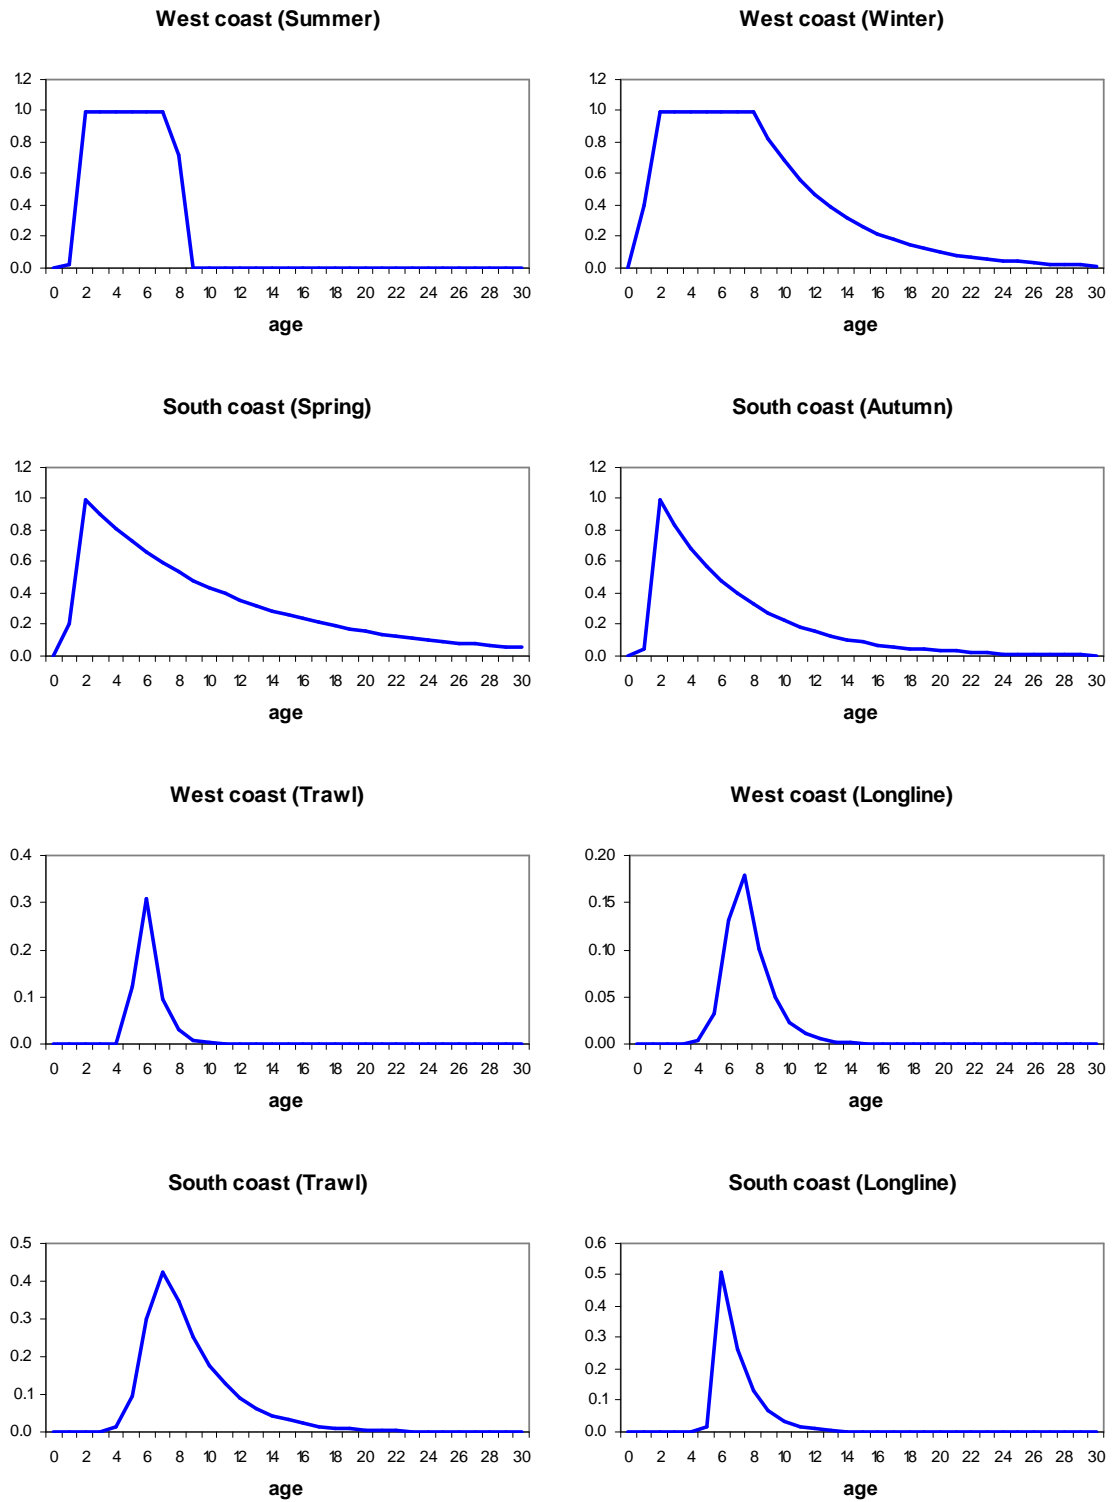 West coast (Summer)
1.2
1.0
0.8
0.6
0.4
0.2
0.0
0 2 4 6 8 10 12 14 16 18 20 22 24 26 28 30
age
West coast (Winter)
1.2
1.0
0.8
0.6
0.4
0.2
0.0
0 2 4 6 8 10 12 14 16 18 20 22 24 26 28 30
age
South coast (Spring)
1.2
1.0
0.8
0.6
0.4
0.2
0.0
0 2 4 6 8 10 12 14 16 18 20 22 24 26 28 30
age
South coast (Autumn)
1.2
1.0
0.8
0.6
0.4
0.2
0.0
0 2 4 6 8 10 12 14 16 18 20 22 24 26 28 30
age
West coast (Trawl)
0.4
0.3
0.2
0.1
0.0
0 2 4 6 8 10 12 14 16 18 20 22 24 26 28 30
age
West coast (Longline)
0.20
0.15
0.10
0.05
0.00
0 2 4 6 8 10 12 14 16 18 20 22 24 26 28 30
age
South coast (Trawl)
0.5
0.4
0.3
0.2
0.1
0.0
0 2 4 6 8 10 12 14 16 18 20 22 24 26 28 30
age
South coast (Longline)
0.6
0.5
0.4
0.3
0.2
0.1
0.0
0 2 4 6 8 10 12 14 16 18 20 22 24 26 28 30
age